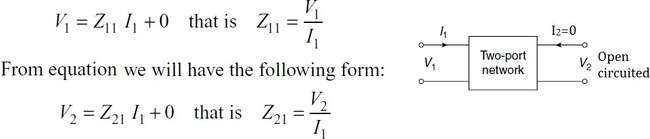 V₁ = Z₁₁ I₁ + 0 that is Z₁₁ = V₁/I₁
From equation we will have the following form:
V₂ = Z₂₁ I₁ + 0 that is Z₂₁ = V₂/I₁
I₁
I2=0
V₁
Two-port
network
V₂ Open
circuited